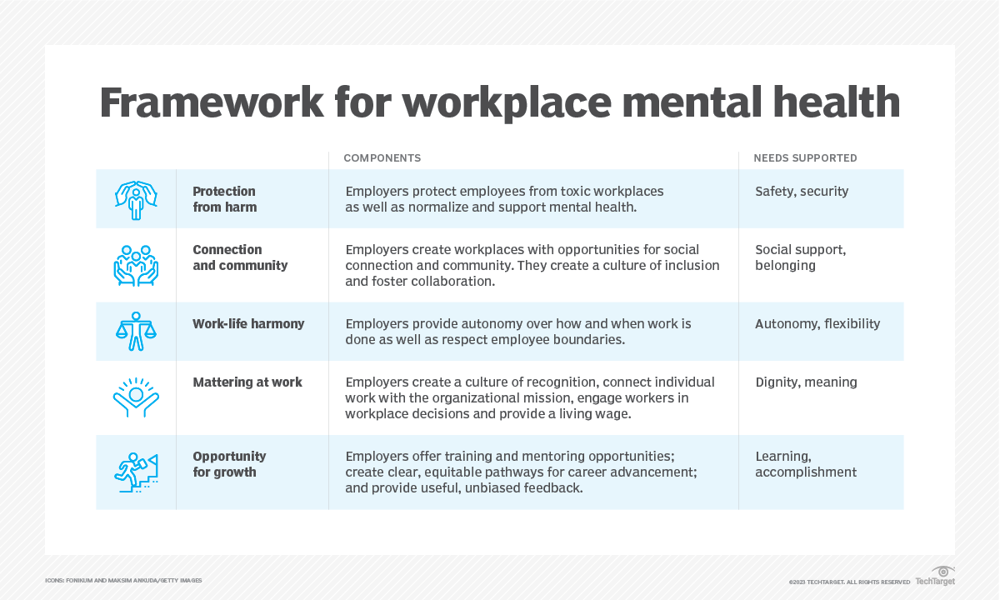 Framework for workplace mental health
COMPONENTS
NEEDS SUPPORTED
Protection
from harm
Employers protect employees from toxic workplaces
as well as normalize and support mental health.
Safety, security
Connection
and community
Employers create workplaces with opportunities for social
connection and community. They create a culture of inclusion
and foster collaboration.
Social support,
belonging
Work-life harmony
Employers provide autonomy over how and when work is
done as well as respect employee boundaries.
Autonomy, flexibility
Mattering at work
Employers create a culture of recognition, connect individual
work with the organizational mission, engage workers in
workplace decisions and provide a living wage.
Dignity, meaning
Opportunity
for growth
Employers offer training and mentoring opportunities;
create clear, equitable pathways for career advancement;
and provide useful, unbiased feedback.
Learning,
accomplishment
ICONS: FONIKUM AND MAKSIM ANKUDA/GETTY IMAGES
©2023 TECHTARGET. ALL RIGHTS RESERVED
TechTarget